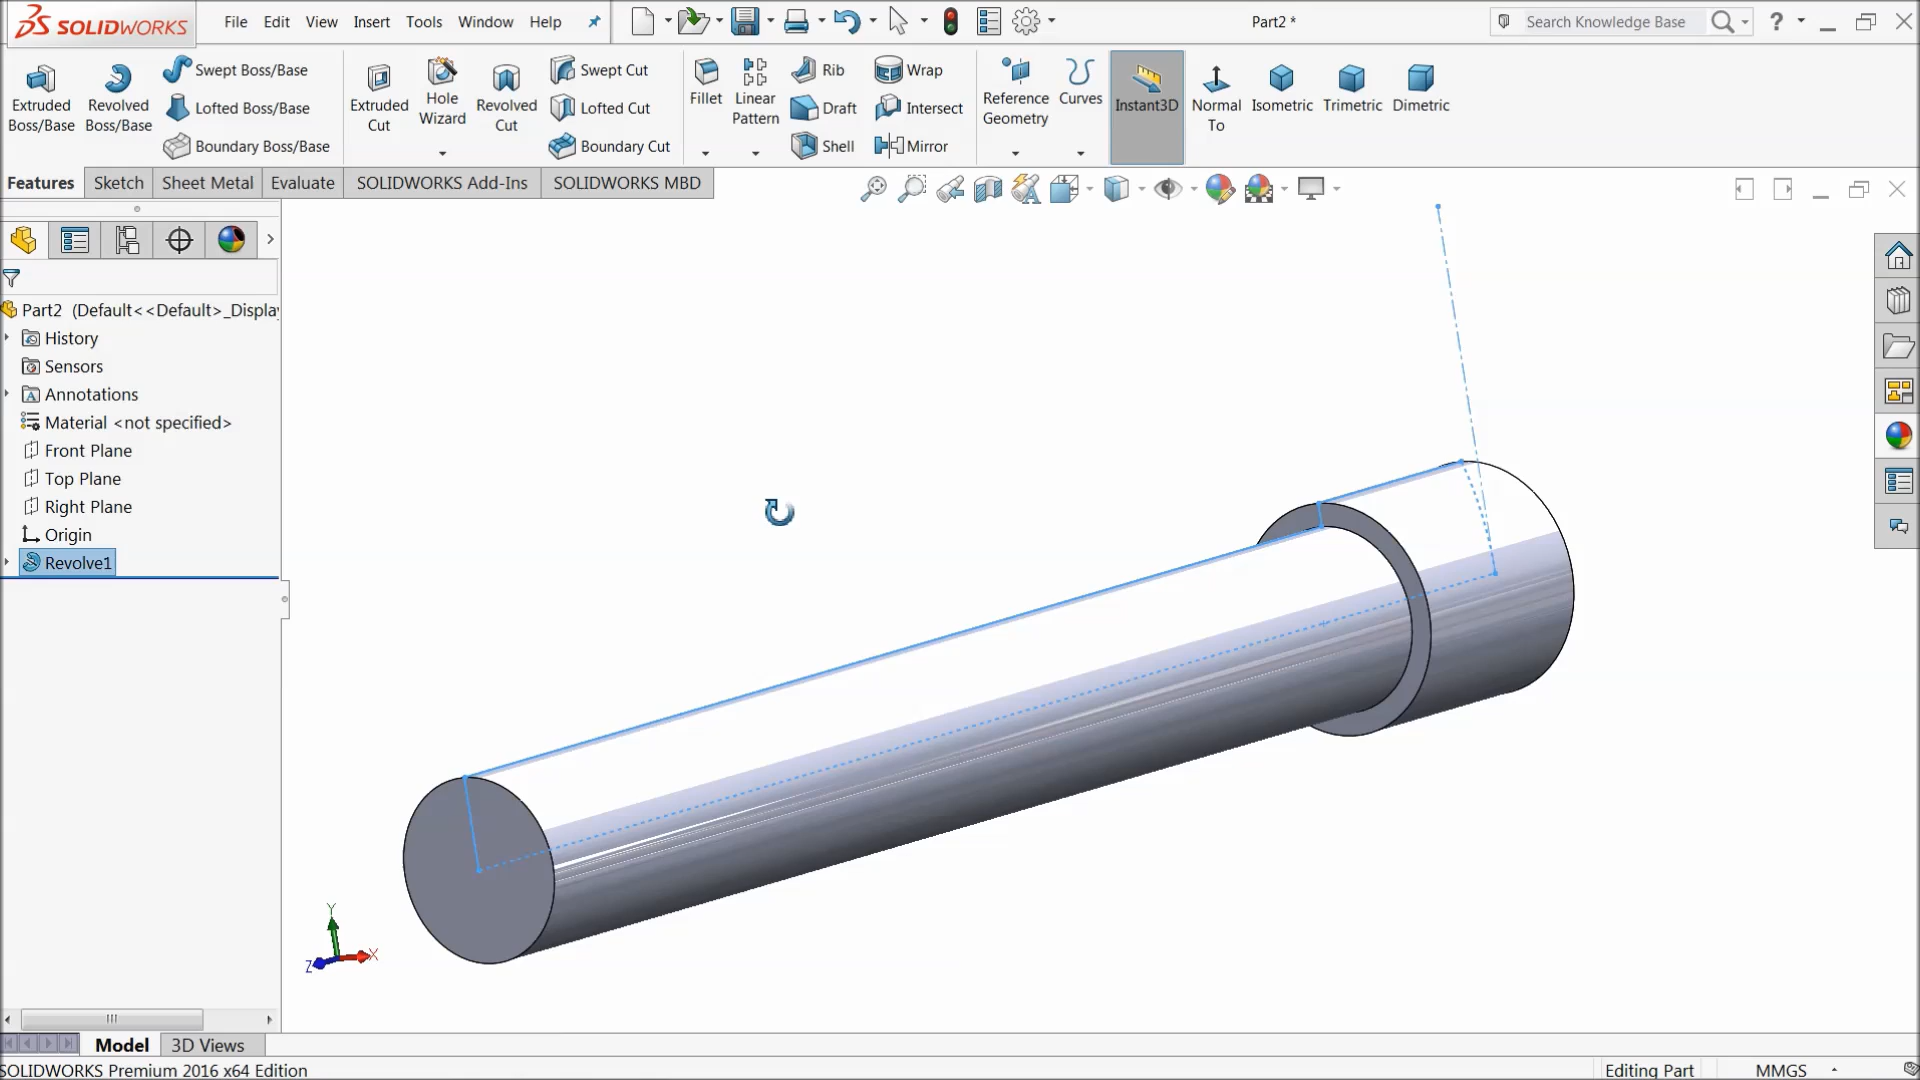 SOLIDWORKS
File Edit View Insert Tools Window Help
Part2 *
Search Knowledge Base
?
Extruded Boss/Base
Revolved Boss/Base
Swept Boss/Base
Lofted Boss/Base
Boundary Boss/Base
Extruded Cut
Hole Wizard
Revolved Cut
Swept Cut
Lofted Cut
Boundary Cut
Fillet
Linear Pattern
Rib
Draft
Shell
Wrap
Intersect
Mirror
Reference Geometry
Curves
Instant3D
Normal To
Isometric
Trimetric
Dimetric
Features Sketch Sheet Metal Evaluate SOLIDWORKS Add-Ins SOLIDWORKS MBD
Part2 (Default<<Default>_Displa
History
Sensors
Annotations
Material <not specified>
Front Plane
Top Plane
Right Plane
Origin
Revolve1
Y
X
Z
Model 3D Views
SOLIDWORKS Premium 2016 x64 Edition
Editing Part
MMGS